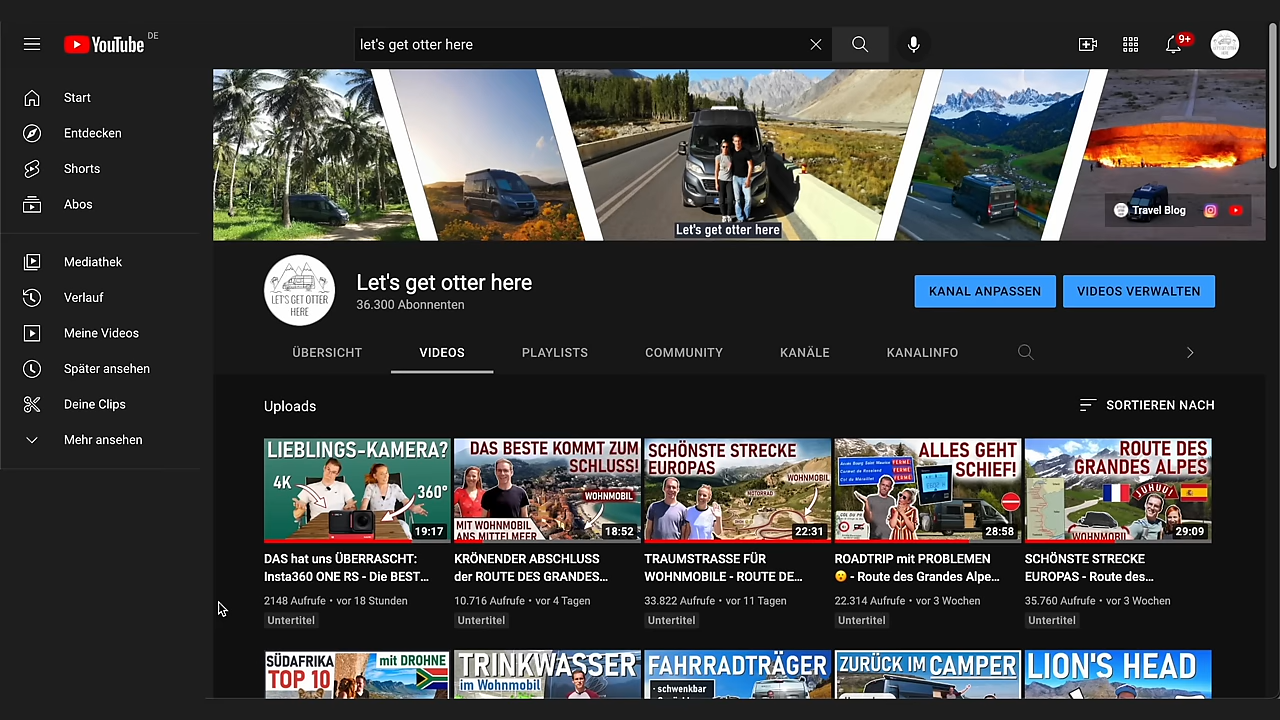 YouTube DE
let's get otter here
9+
Start
Entdecken
Shorts
Abos
Mediathek
Verlauf
Meine Videos
Später ansehen
Deine Clips
Mehr ansehen
Let's get otter here
Travel Blog
LET'S GET OTTER
HERE
Let's get otter here
36.300 Abonnenten
KANAL ANPASSEN
VIDEOS VERWALTEN
ÜBERSICHT
VIDEOS
PLAYLISTS
COMMUNITY
KANÄLE
KANALINFO
Uploads
SORTIEREN NACH
LIEBLINGS-KAMERA?
4K
360°
19:17
DAS hat uns ÜBERRASCHT:
Insta360 ONE RS - Die BEST...
2148 Aufrufe • vor 18 Stunden
Untertitel
DAS BESTE KOMMT ZUM
SCHLUSS!
WOHNMOBIL
MIT WOHNMOBIL
ANS MITTELMEER
18:52
KRÖNENDER ABSCHLUSS
der ROUTE DES GRANDES...
10.716 Aufrufe • vor 4 Tagen
Untertitel
SCHÖNSTE STRECKE
EUROPAS
WOHNMOBIL
MOTORRAD
22:31
TRAUMSTRASSE FÜR
WOHNMOBILE - ROUTE DE...
33.822 Aufrufe • vor 11 Tagen
Untertitel
ALLES GEHT
SCHIEF!
FERMÉ
FERMÉ
FERMÉ
28:58
ROADTRIP mit PROBLEMEN
😮 - Route des Grandes Alpe...
22.314 Aufrufe • vor 3 Wochen
Untertitel
ROUTE DES
GRANDES ALPES
JUHUU!
WOHNMOBIL
29:09
SCHÖNSTE STRECKE
EUROPAS - Route des...
35.760 Aufrufe • vor 3 Wochen
Untertitel
SÜDAFRIKA
TOP 10
mit DROHNE
TRINKWASSER
im Wohnmobil
FAHRRADTRÄGER
- schwenkbar
ZURÜCK IM CAMPER
LION'S HEAD